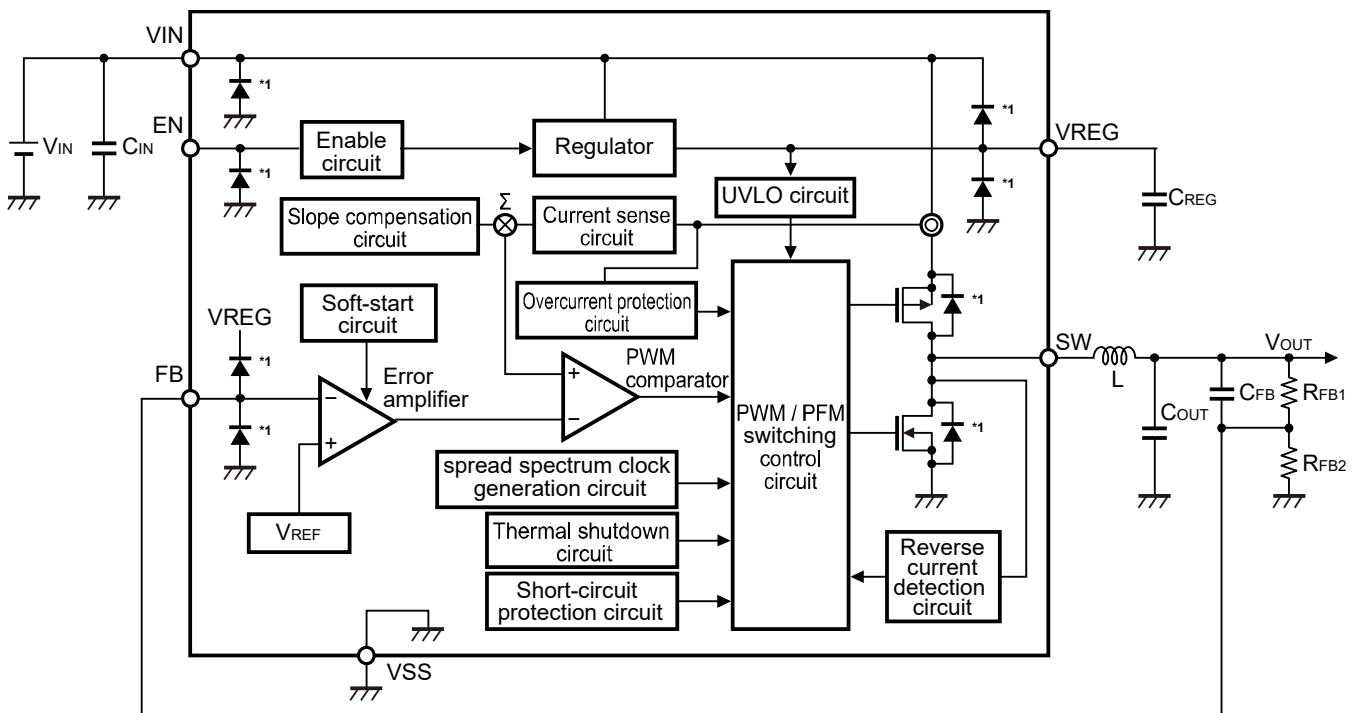 VIN
*1
*1
EN
VIN
CIN
Enable
circuit
*1
Regulator
VREG
*1
UVLO circuit
CREG
Σ
Slope compensation
circuit
Current sense
circuit
Overcurrent protection
circuit
*1
Soft-start
circuit
VREG
*1
FB
Error
amplifier
−
+
*1
PWM
comparator
+
−
SW
L
VOUT
CFB
RFB1
COUT
RFB2
PWM / PFM
switching
control
circuit
*1
spread spectrum clock
generation circuit
VREF
Thermal shutdown
circuit
Reverse
current
detection
circuit
Short-circuit
protection circuit
VSS